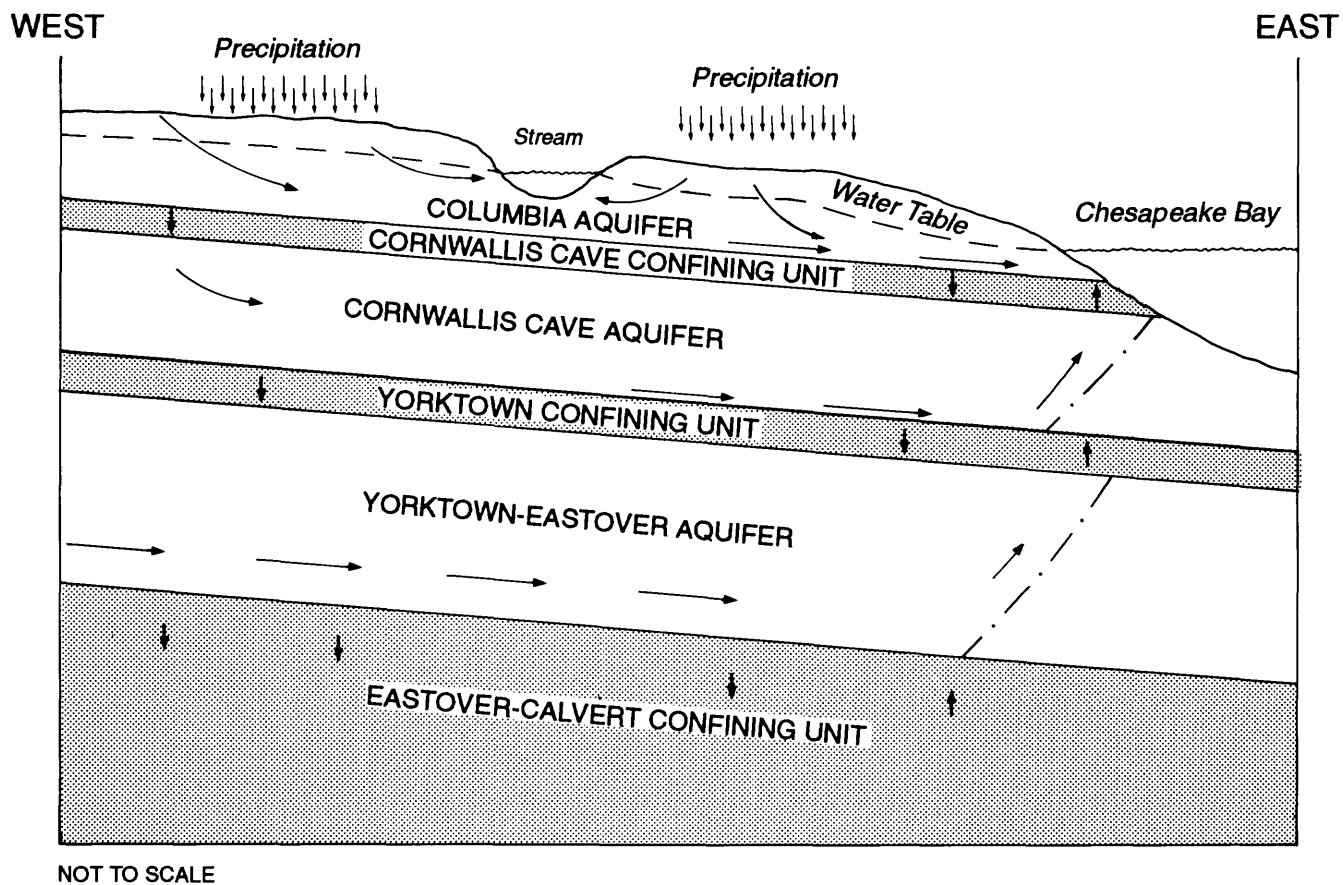 WEST
EAST
Precipitation
Precipitation
Stream
Water Table
Chesapeake Bay
COLUMBIA AQUIFER
CORNWALLIS CAVE CONFINING UNIT
CORNWALLIS CAVE AQUIFER
YORKTOWN CONFINING UNIT
YORKTOWN-EASTOVER AQUIFER
EASTOVER-CALVERT CONFINING UNIT
NOT TO SCALE